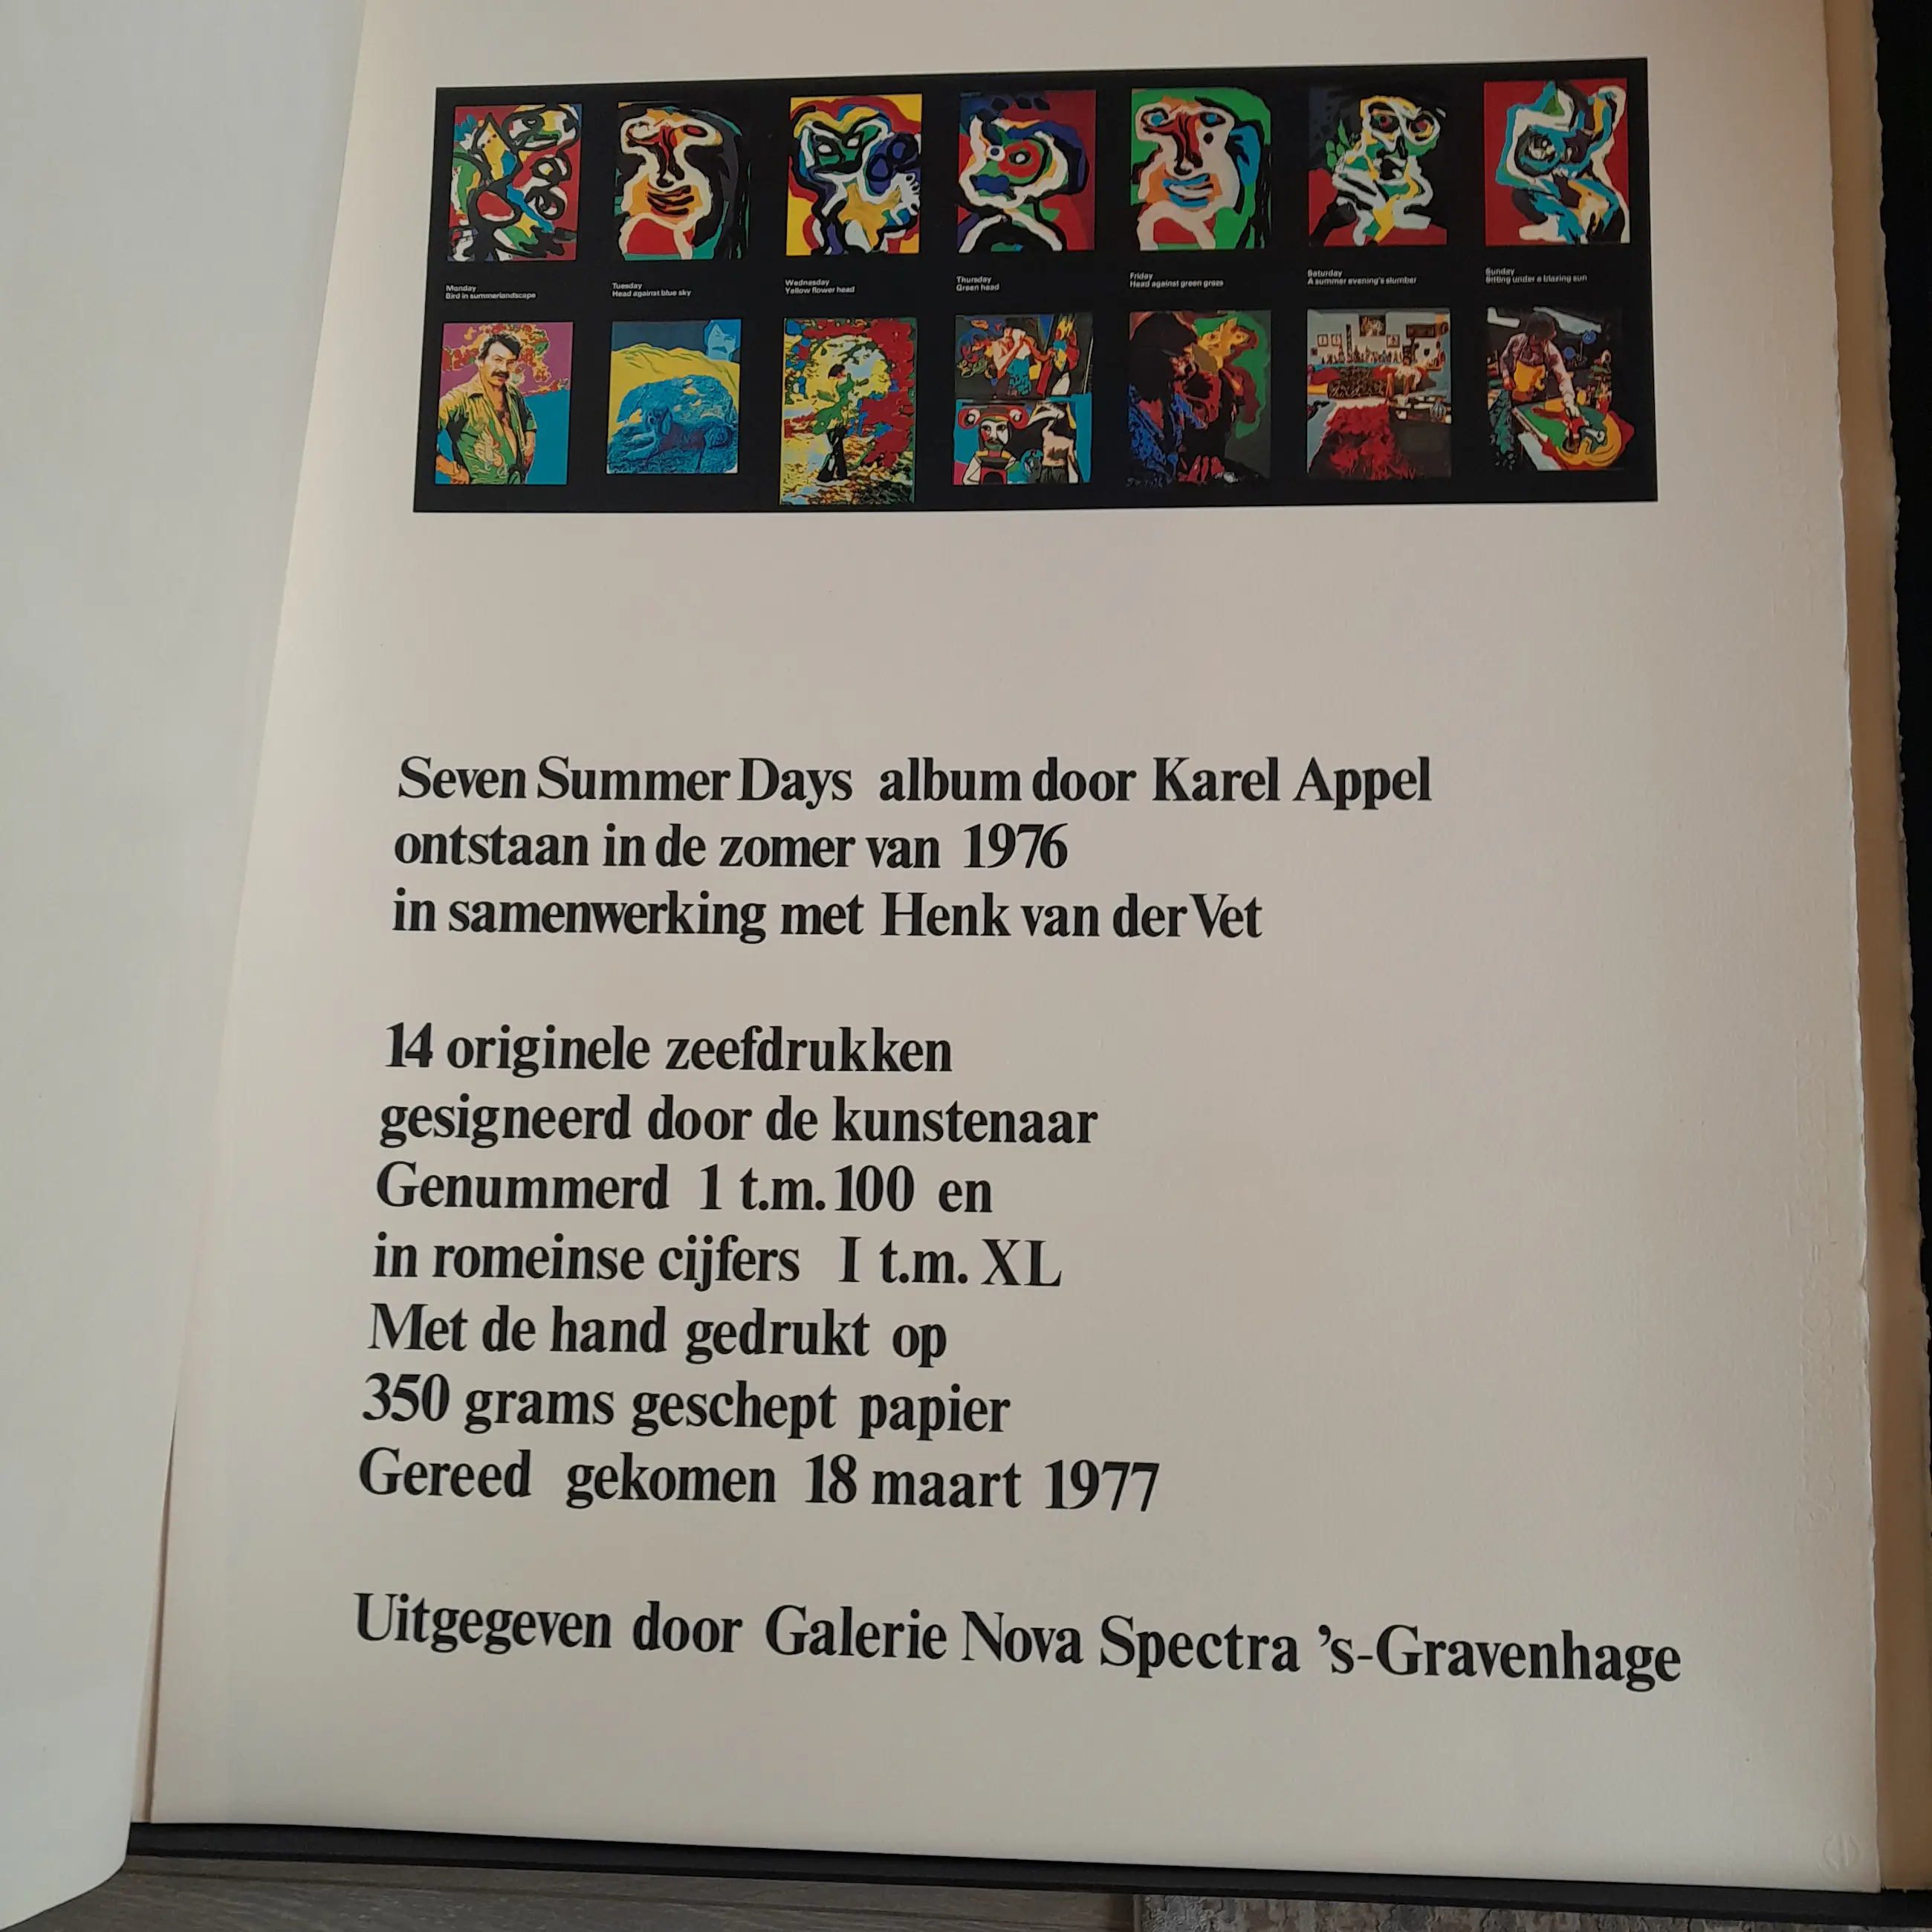 Monday
Bird in summerlandscape
Tuesday
Head against blue sky
Wednesday
Yellow flower head
Thursday
Green head
Friday
Head against green grass
Saturday
A summer evening's slumber
Sunday
Sitting under a blazing sun
Seven Summer Days album door Karel Appel
ontstaan in de zomer van 1976
in samenwerking met Henk van der Vet
14 originele zeefdrukken
gesigneerd door de kunstenaar
Genummerd 1 t.m. 100 en
in romeinse cijfers I t.m. XL
Met de hand gedrukt op
350 grams geschept papier
Gereed gekomen 18 maart 1977
Uitgegeven door Galerie Nova Spectra 's-Gravenhage